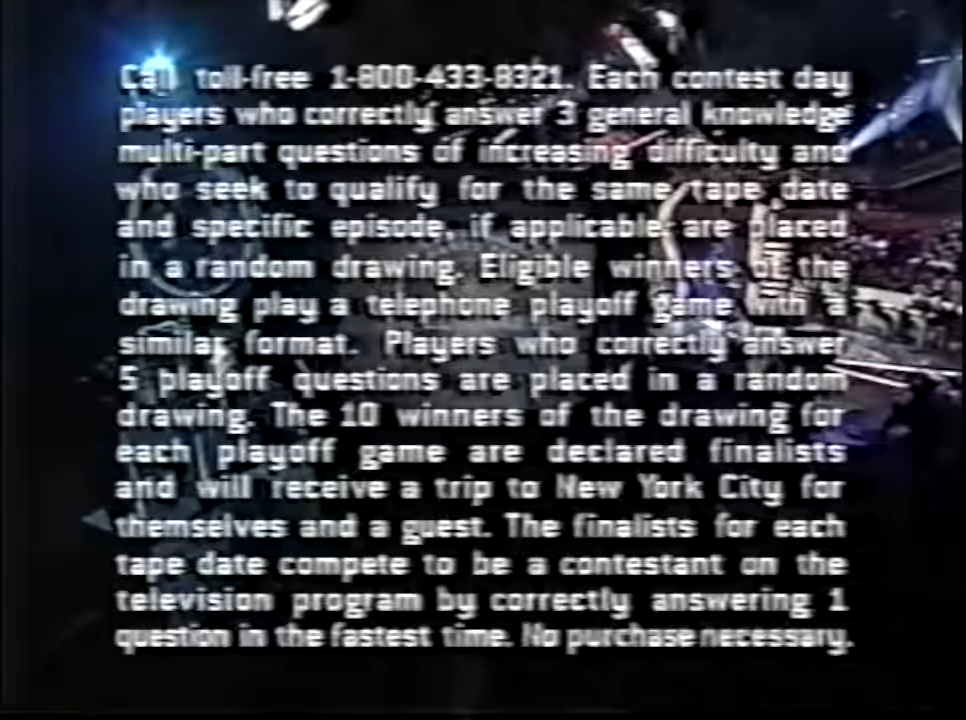 Call toll-free 1-800-433-8321. Each contest day
players who correctly answer 3 general knowledge
multi-part questions of increasing difficulty and
who seek to qualify for the same tape date
and specific episode, if applicable, are placed
in a random drawing. Eligible winners of the
drawing play a telephone playoff game with a
similar format. Players who correctly answer
5 playoff questions are placed in a random
drawing. The 10 winners of the drawing for
each playoff game are declared finalists
and will receive a trip to New York City for
themselves and a guest. The finalists for each
tape date compete to be a contestant on the
television program by correctly answering 1
question in the fastest time. No purchase necessary.